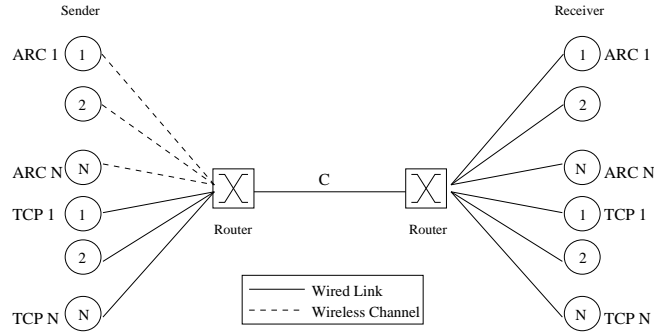 Sender Receiver
ARC 1 1 1 ARC 1
2 2
ARC N N N ARC N
C
TCP 1 1 1 TCP 1
Router Router
2 2
Wired Link
Wireless Channel
TCP N N N TCP N